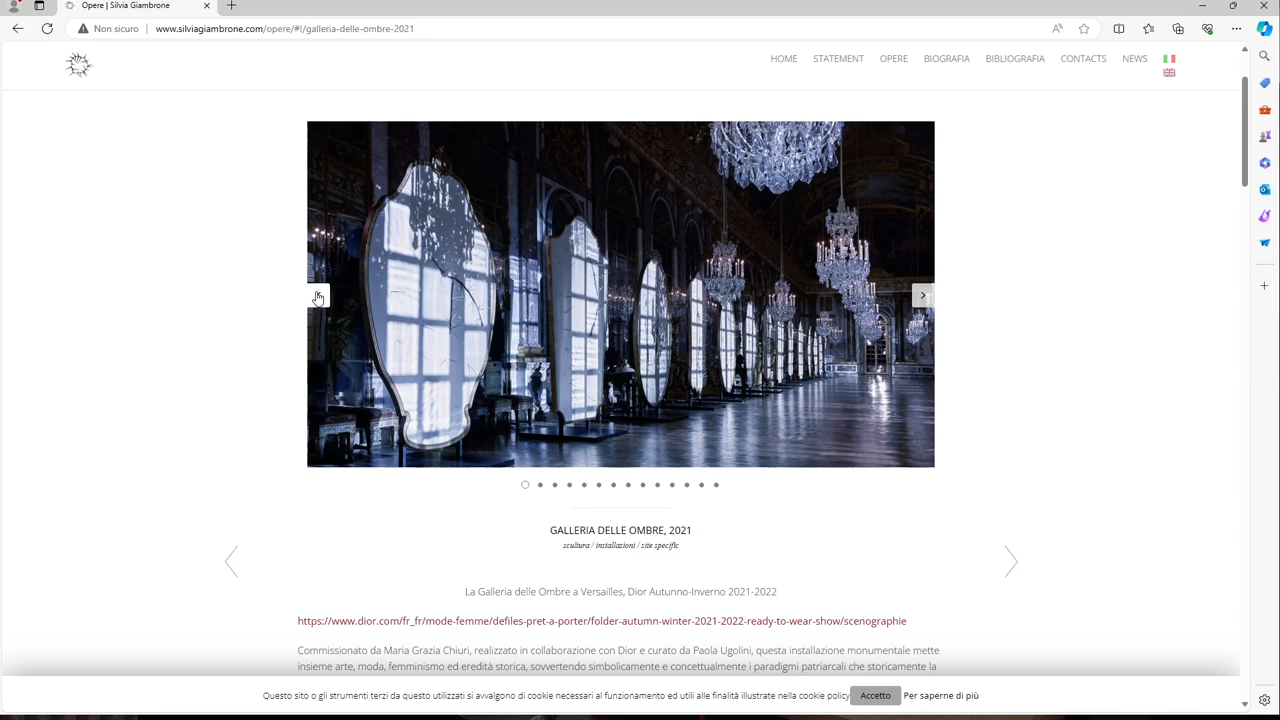 Opere | Silvia Giambrone
Non sicuro
www.silviagiambrone.com/opere/#!/galleria-delle-ombre-2021
HOME STATEMENT OPERE BIOGRAFIA BIBLIOGRAFIA CONTACTS NEWS
GALLERIA DELLE OMBRE, 2021
scultura / installazioni / site specific
La Galleria delle Ombre a Versailles, Dior Autunno-Inverno 2021-2022
https://www.dior.com/fr_fr/mode-femme/defiles-pret-a-porter/folder-autumn-winter-2021-2022-ready-to-wear-show/scenographie
Commissionato da Maria Grazia Chiuri, realizzato in collaborazione con Dior e curato da Paola Ugolini, questa installazione monumentale mette
insieme arte, moda, femminismo ed eredità storica, sovvertendo simbolicamente e concettualmente i paradigmi patriarcali che storicamente la
Questo sito o gli strumenti terzi da questo utilizzati si avvalgono di cookie necessari al funzionamento ed utili alle finalità illustrate nella cookie policy Accetto Per saperne di più